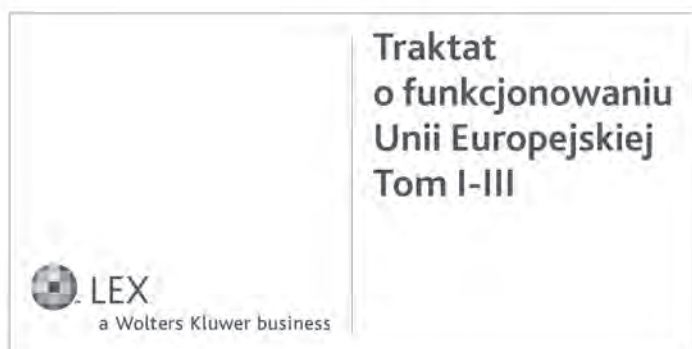 Traktat
o funkcjonowaniu
Unii Europejskiej
Tom I-III
LEX
a Wolters Kluwer business